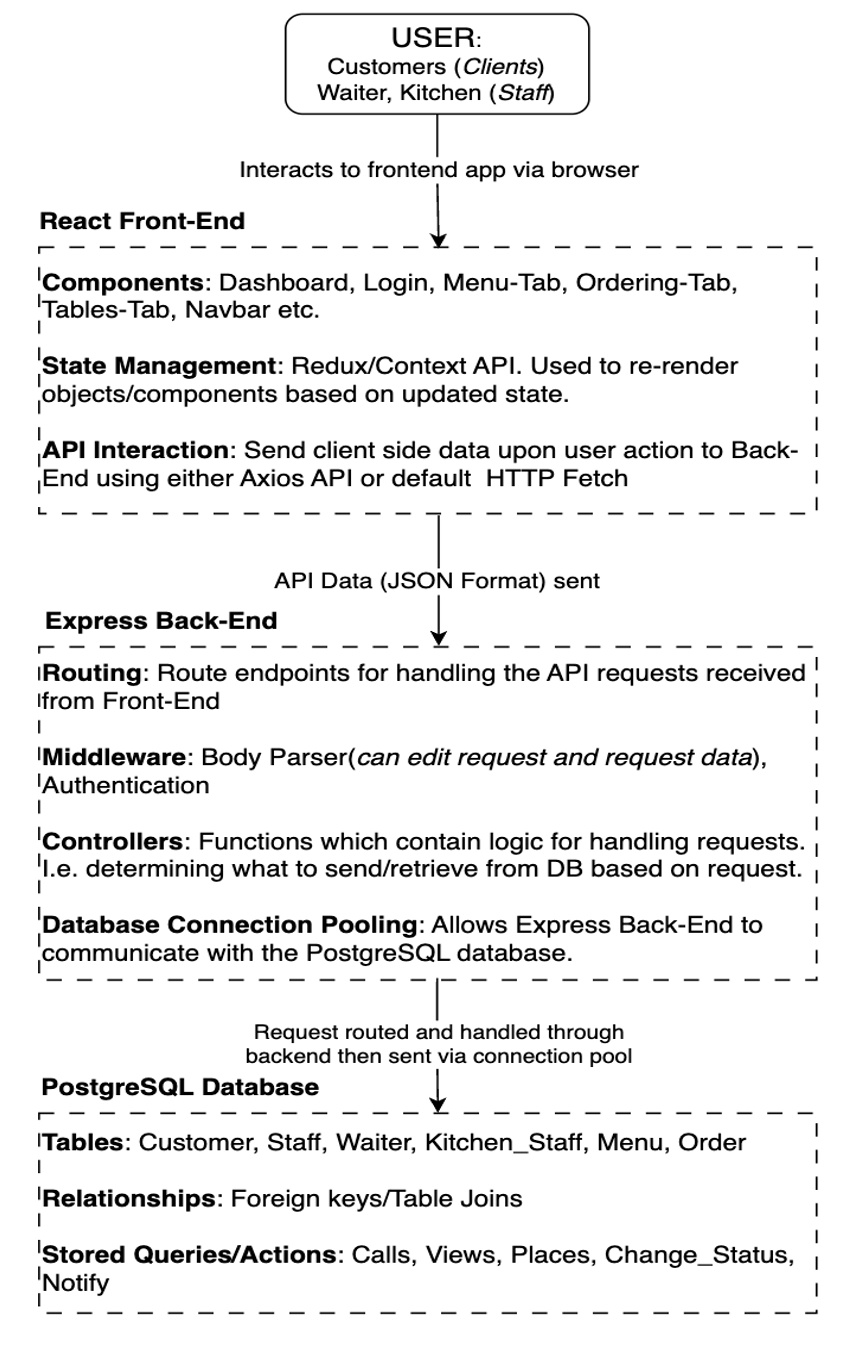 USER:
Customers (Clients)
Waiter, Kitchen (Staff)
Interacts to frontend app via browser
React Front-End
Components: Dashboard, Login, Menu-Tab, Ordering-Tab,
Tables-Tab, Navbar etc.
State Management: Redux/Context API. Used to re-render
objects/components based on updated state.
API Interaction: Send client side data upon user action to Back-
End using either Axios API or default  HTTP Fetch
API Data (JSON Format) sent
Express Back-End
Routing: Route endpoints for handling the API requests received
from Front-End
Middleware: Body Parser(can edit request and request data),
Authentication
Controllers: Functions which contain logic for handling requests.
I.e. determining what to send/retrieve from DB based on request.
Database Connection Pooling: Allows Express Back-End to
communicate with the PostgreSQL database.
Request routed and handled through
backend then sent via connection pool
PostgreSQL Database
Tables: Customer, Staff, Waiter, Kitchen_Staff, Menu, Order
Relationships: Foreign keys/Table Joins
Stored Queries/Actions: Calls, Views, Places, Change_Status,
Notify